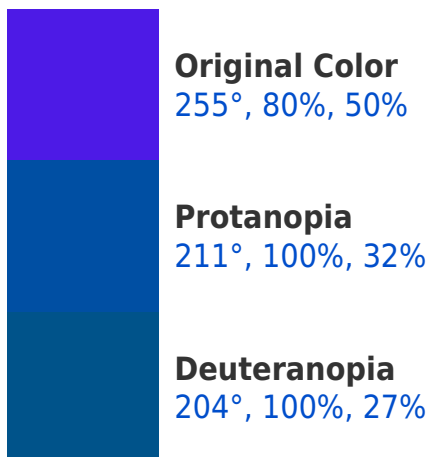 Original Color
255°, 80%, 50%
Protanopia
211°, 100%, 32%
Deuteranopia
204°, 100%, 27%